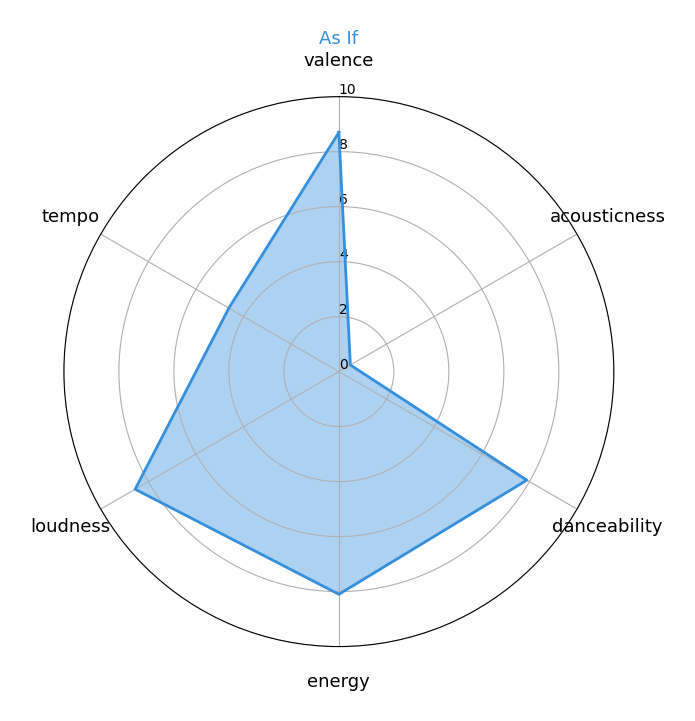 As If
valence
10
8
tempo
6
acousticness
4
2
0
loudness
danceability
energy